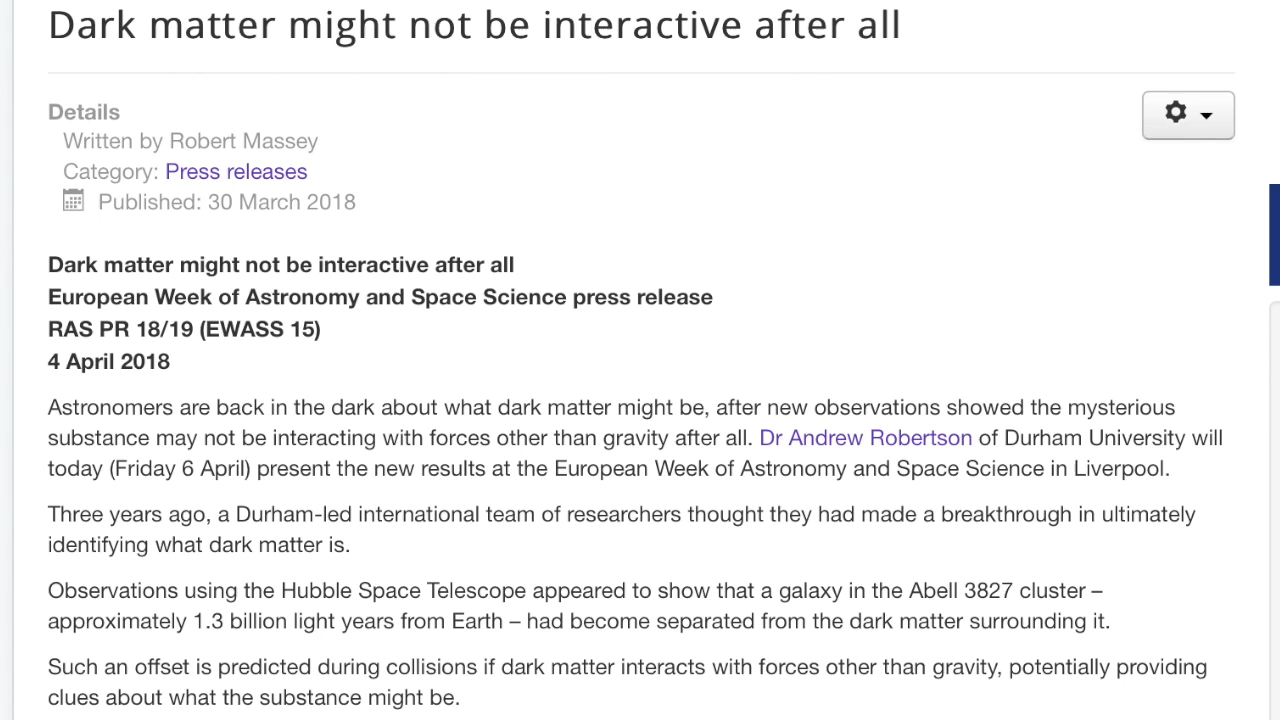 Dark matter might not be interactive after all
Details
Written by Robert Massey
Category: Press releases
Published: 30 March 2018
Dark matter might not be interactive after all
European Week of Astronomy and Space Science press release
RAS PR 18/19 (EWASS 15)
4 April 2018
Astronomers are back in the dark about what dark matter might be, after new observations showed the mysterious
substance may not be interacting with forces other than gravity after all. Dr Andrew Robertson of Durham University will
today (Friday 6 April) present the new results at the European Week of Astronomy and Space Science in Liverpool.
Three years ago, a Durham-led international team of researchers thought they had made a breakthrough in ultimately
identifying what dark matter is.
Observations using the Hubble Space Telescope appeared to show that a galaxy in the Abell 3827 cluster –
approximately 1.3 billion light years from Earth – had become separated from the dark matter surrounding it.
Such an offset is predicted during collisions if dark matter interacts with forces other than gravity, potentially providing
clues about what the substance might be.